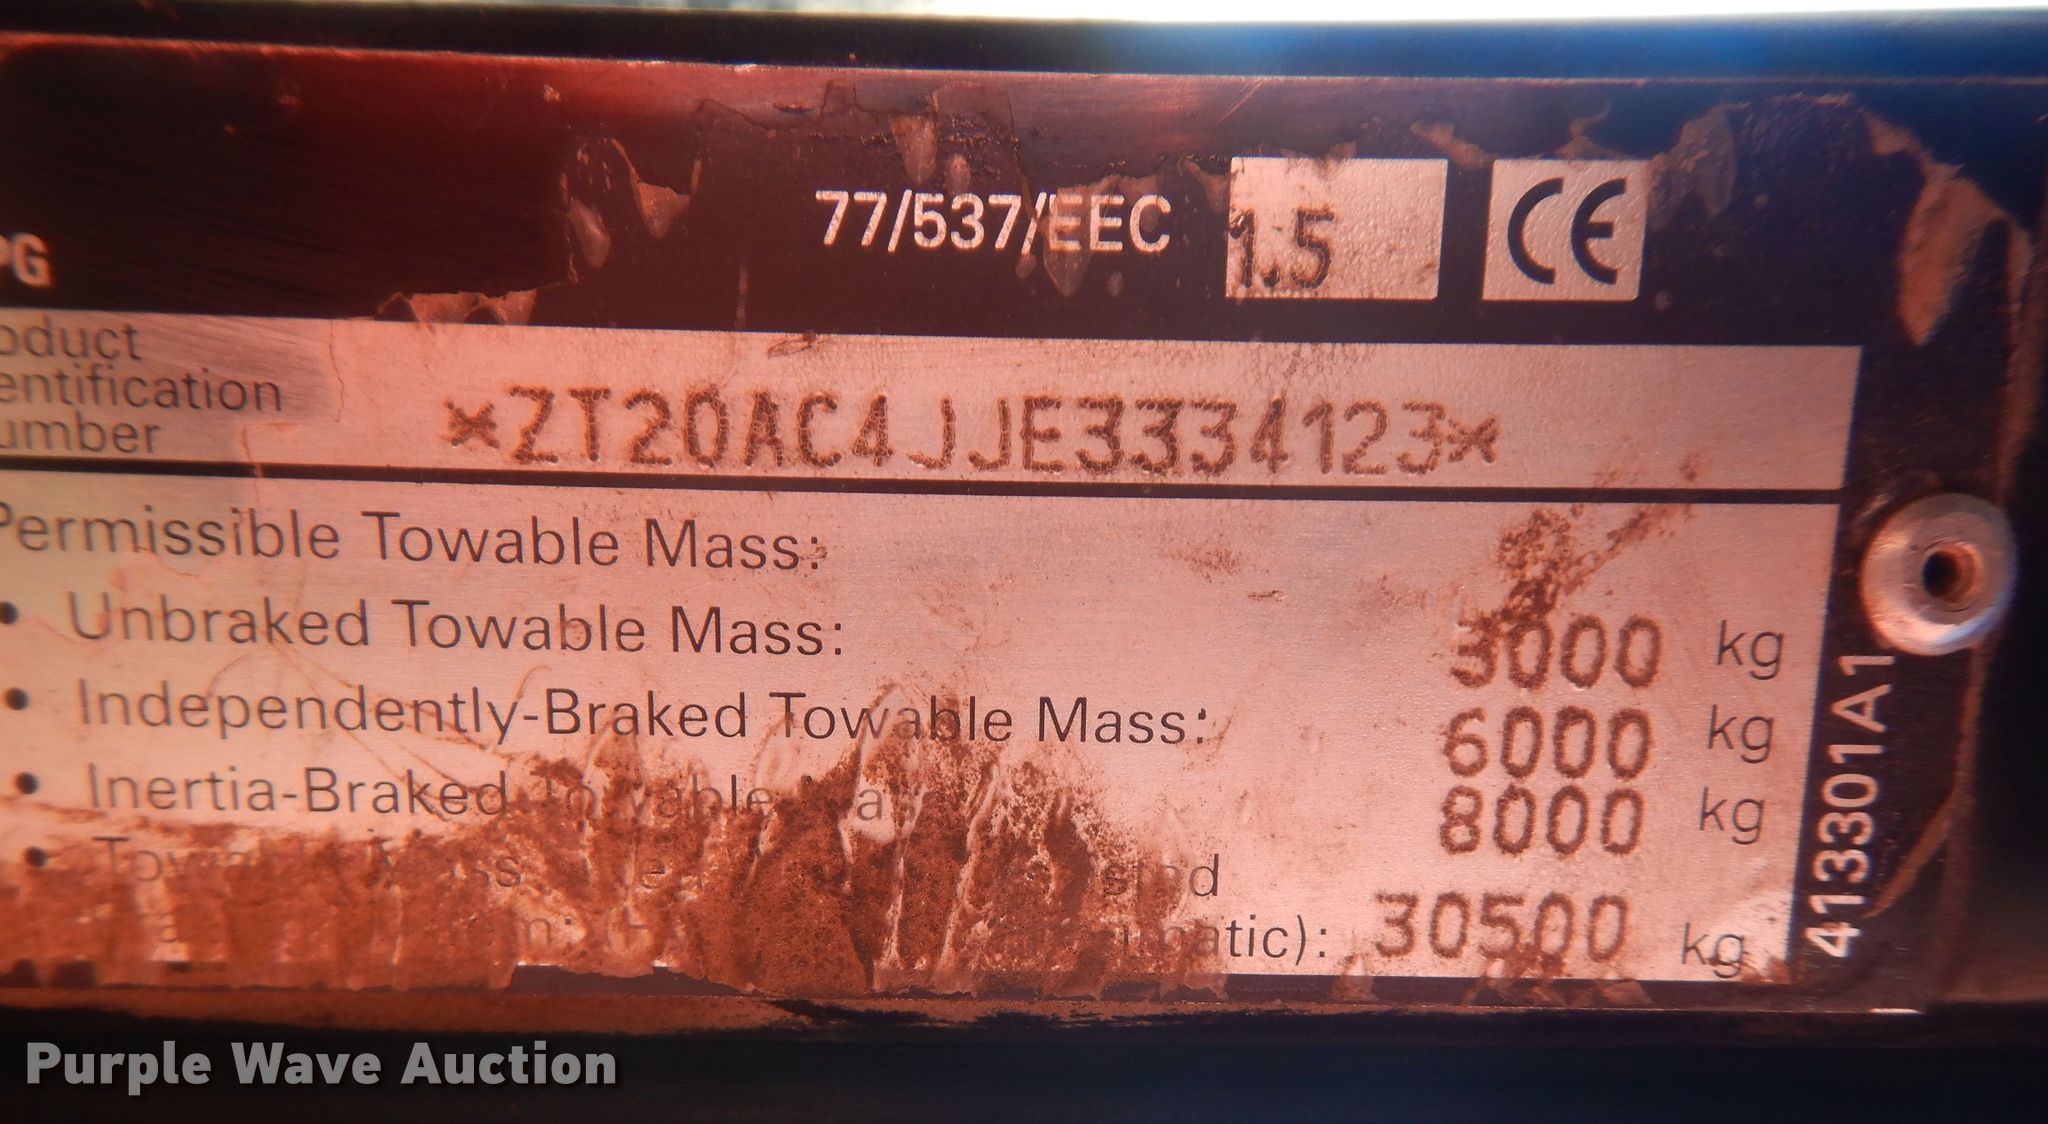 77/537/EEC 1.5 CE
PG
oduct
entification
umber
*ZT20AC4JJE3334123*
Permissible Towable Mass:
• Unbraked Towable Mass: 3000 kg
• Independently-Braked Towable Mass: 6000 kg
• Inertia-Braked Towable 8000 kg
•
30500 kg
413301A1
Purple Wave Auction